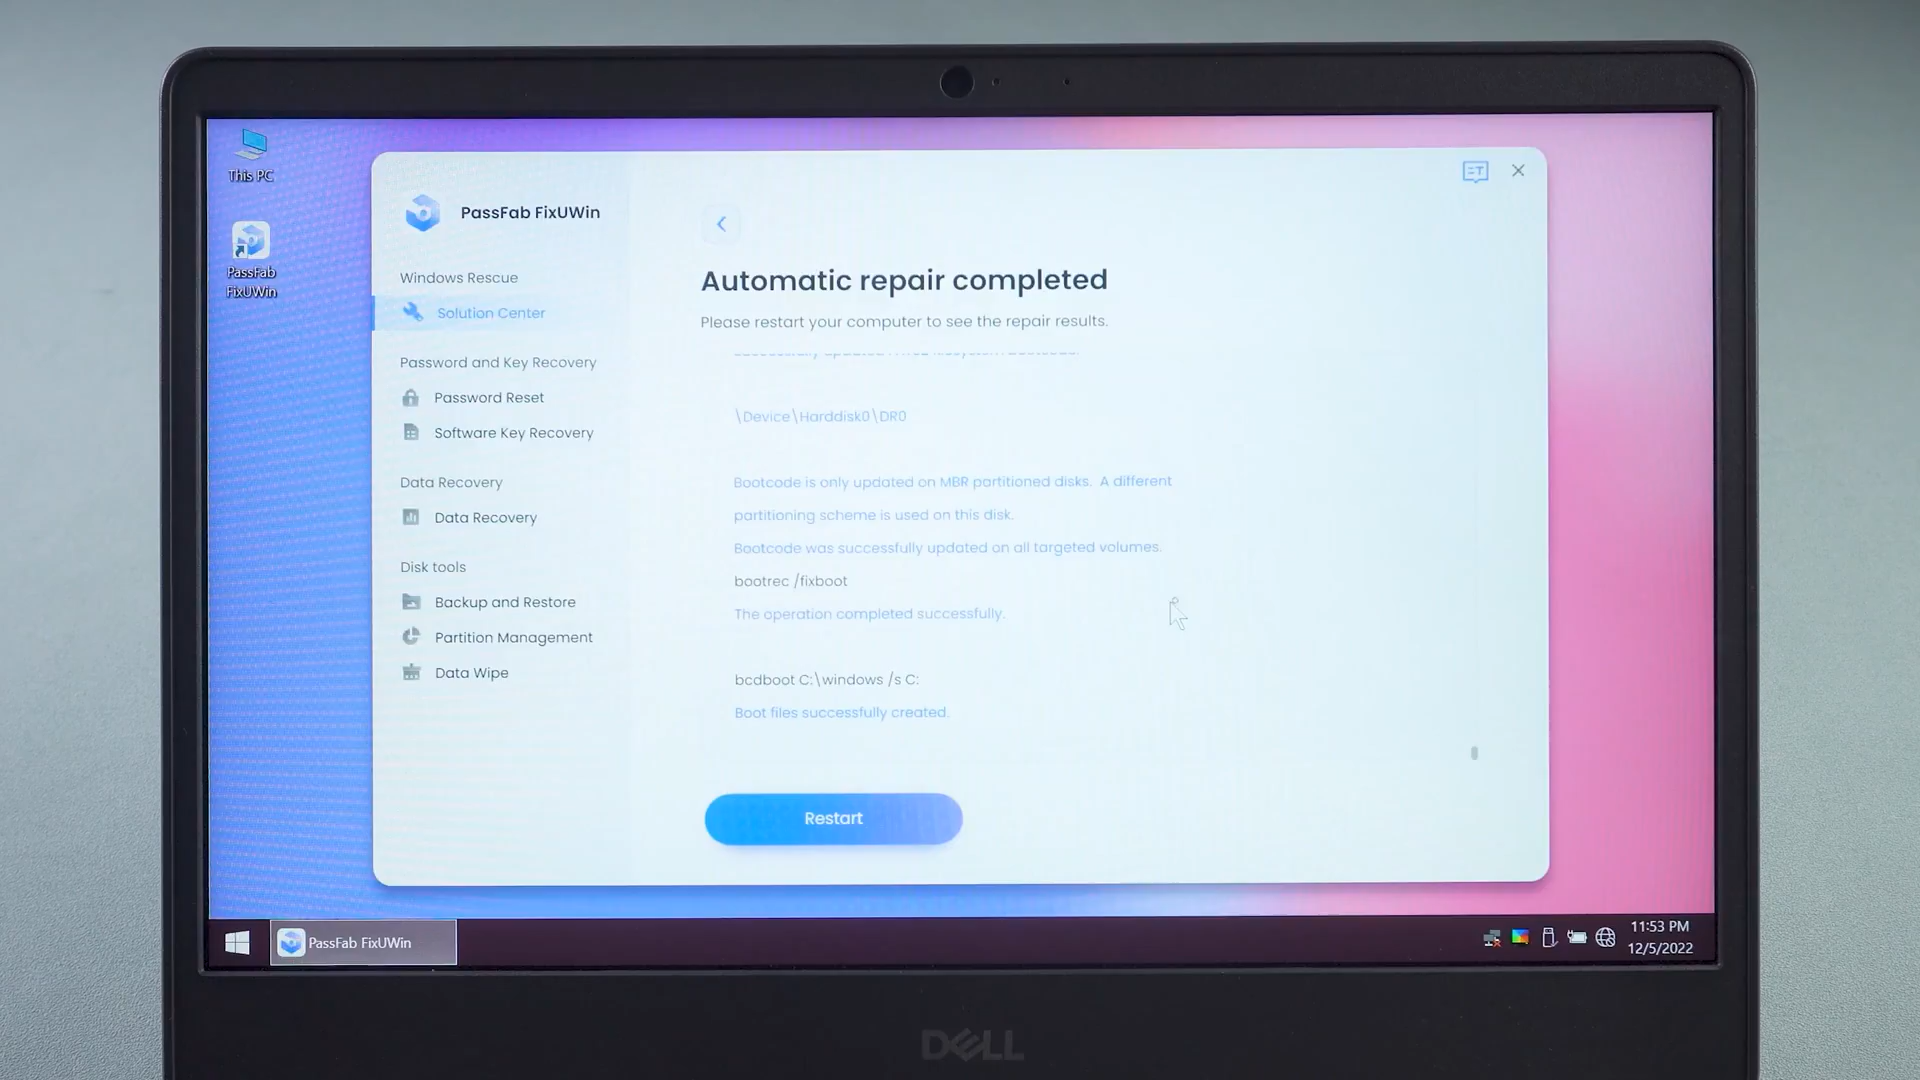 This PC
PassFab
FixUWin
PassFab FixUWin
Windows Rescue
Solution Center
Password and Key Recovery
Password Reset
Software Key Recovery
Data Recovery
Data Recovery
Disk tools
Backup and Restore
Partition Management
Data Wipe
Automatic repair completed
Please restart your computer to see the repair results.
\Device\Harddisk0\DR0
Bootcode is only updated on MBR partitioned disks. A different
partitioning scheme is used on this disk.
Bootcode was successfully updated on all targeted volumes.
bootrec /fixboot
The operation completed successfully.
bcdboot C:\windows /s C:
Boot files successfully created.
Restart
PassFab FixUWin
11:53 PM
12/5/2022
DELL